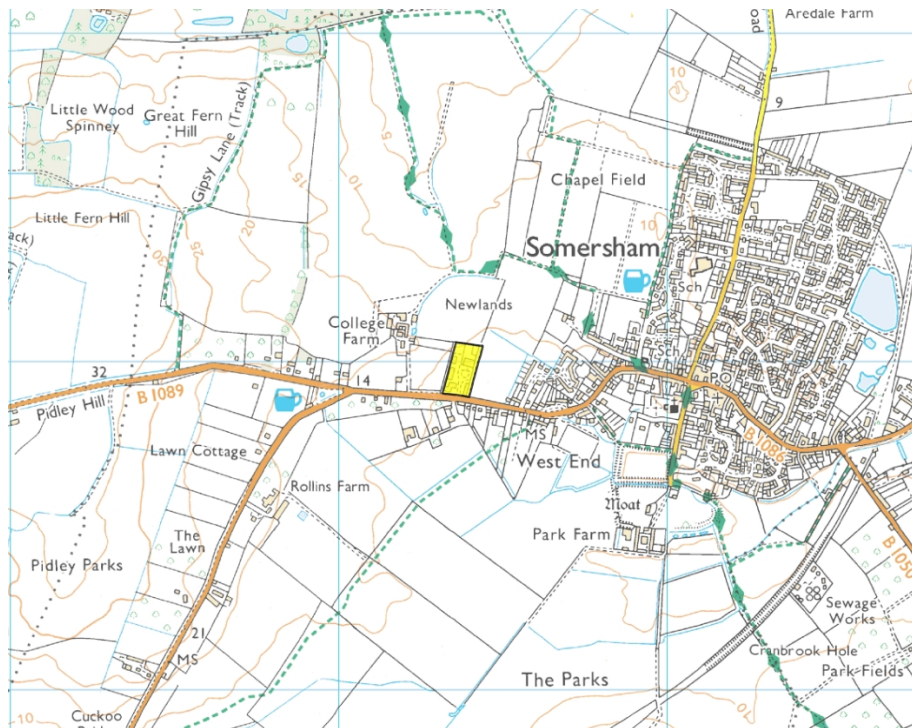 Aredale Farm
Road
Little Wood
Spinney
Great Fern
Hill
Gipsy Lane (Track)
25
20
15
10
5
10
9
Chapel Field
10
Little Fern Hill
30
Somersham
Sch
Newlands
College
Farm
Sch
32
Pidley Hill
B 1089
14
Lawn Cottage
MS
West End
B 1086
Rollins Farm
Moat
Park Farm
The
Lawn
Pidley Parks
B 1050
Sewage
Works
21
MS
Cranbrook Hole
Park Fields
The Parks
10
Cuckoo